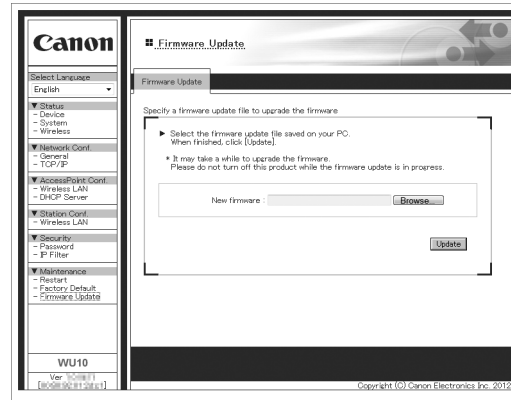 Canon
Select Language
English
▼ Status
- Device
- System
- Wireless
▼ Network Conf.
- General
- TCP/IP
▼ AccessPoint Conf.
- Wireless LAN
- DHCP Server
▼ Station Conf.
- Wireless LAN
▼ Security
- Password
- IP Filter
▼ Maintenance
- Restart
- Factory Default
- Firmware Update
WU10
Ver
Firmware Update
Firmware Update
Specify a firmware update file to upgrade the firmware
▶ Select the firmware update file saved on your PC.
When finished, click [Update].
* It may take a while to upgrade the firmware.
Please do not turn off this product while the firmware update is in progress.
New firmware :
Browse...
Update
Copyright (C) Canon Electronics Inc. 2012